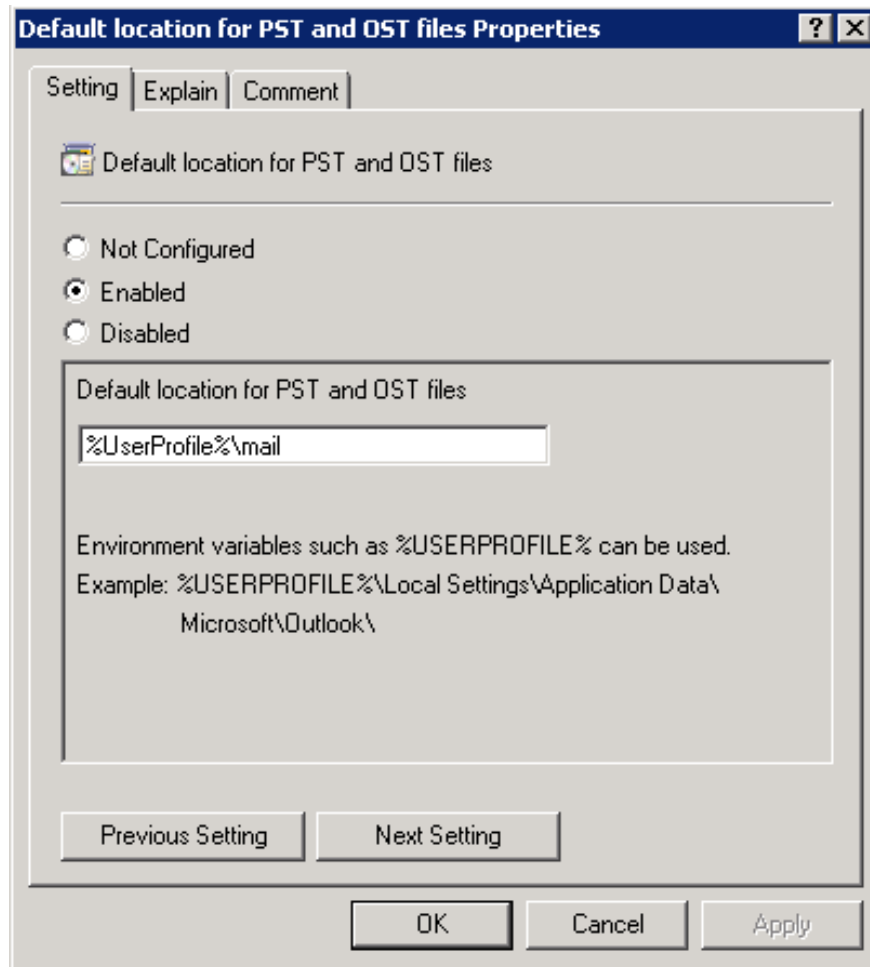 Default location for PST and OST files Properties
Setting Explain Comment
Default location for PST and OST files
Not Configured
Enabled
Disabled
Default location for PST and OST files
%UserProfile%\mail
Environment variables such as %USERPROFILE% can be used.
Example: %USERPROFILE%\Local Settings\Application Data\
Microsoft\Outlook\
Previous Setting Next Setting
OK Cancel Apply